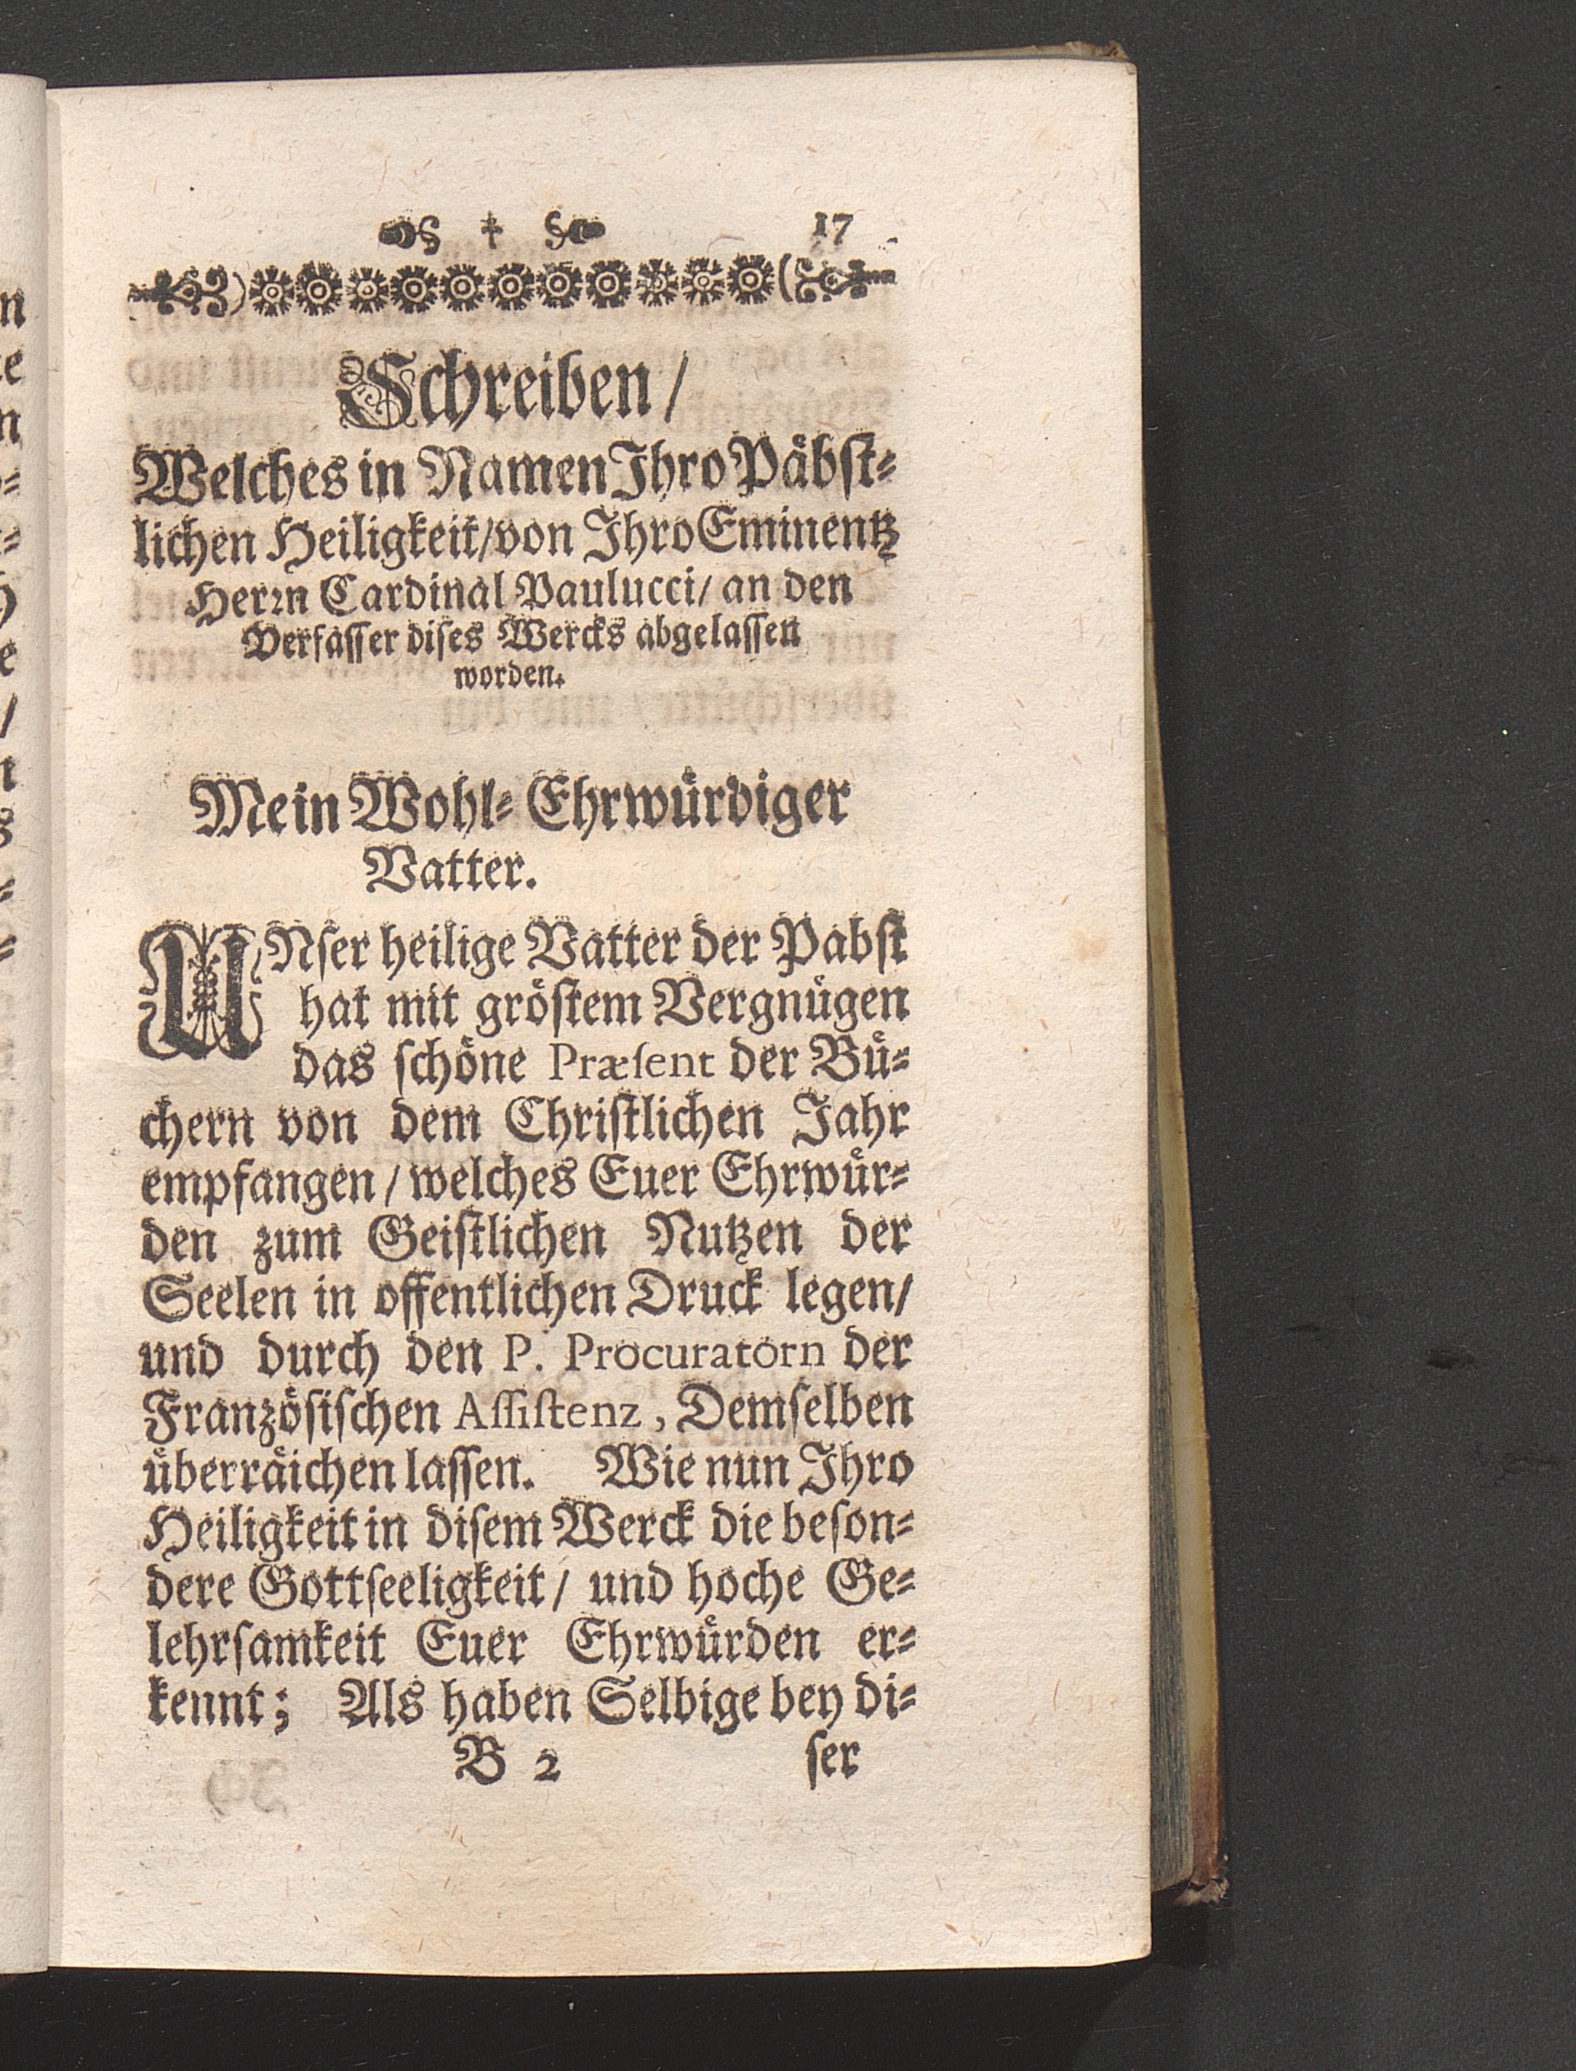 17
Schreiben /
Welches in Namen Ihro Päbst-
lichen Heiligkeit/von Ihro Eminentz
Herrn Cardinal Paulucci/ an den
Verfasser dises Wercks abgelassen
worden.
Mein Wohl-Ehrwürdiger
Vatter.
UNser heilige Vatter der Pabst
hat mit gröstem Vergnügen
das schöne Præsent der Bü-
chern von dem Christlichen Jahr
empfangen / welches Euer Ehrwür-
den zum Geistlichen Nutzen der
Seelen in offentlichen Druck legen/
und durch den P. Procuratorn der
Französischen Assistenz, Demselben
überräichen lassen. Wie nun Ihro
Heiligkeit in disem Werck die beson-
dere Gottseeligkeit / und hoche Ge-
lehrsamkeit Euer Ehrwürden er-
kennt; Als haben Selbige bey di-
B 2 ser